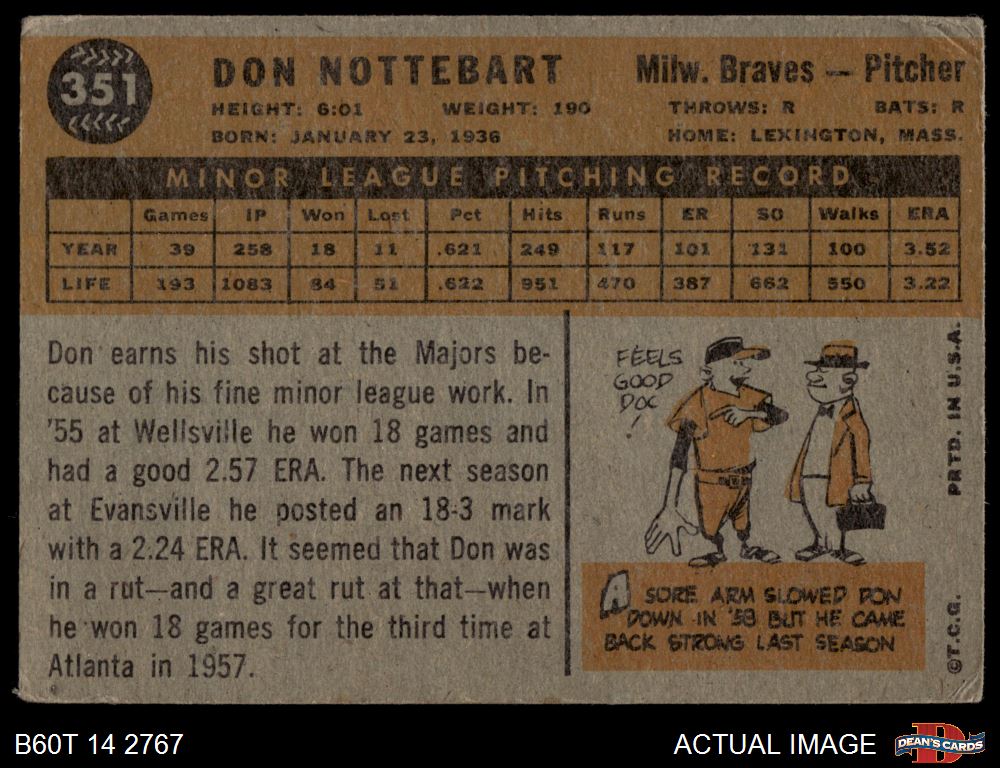 351
DON NOTTEBART
Milw. Braves — Pitcher
HEIGHT: 6:01 WEIGHT: 190 THROWS: R BATS: R
BORN: JANUARY 23, 1936 HOME: LEXINGTON, MASS.
MINOR LEAGUE PITCHING RECORD
Games IP Won Lost Pct Hits Runs ER SO Walks ERA
YEAR 39 258 18 11 .621 249 117 101 131 100 3.52
LIFE 193 1083 84 51 .622 951 470 387 662 550 3.22
Don earns his shot at the Majors be-
cause of his fine minor league work. In
'55 at Wellsville he won 18 games and
had a good 2.57 ERA. The next season
at Evansville he posted an 18-3 mark
with a 2.24 ERA. It seemed that Don was
in a rut—and a great rut at that—when
he won 18 games for the third time at
Atlanta in 1957.
FEELS
GOOD
DOC
!
A SORE ARM SLOWED DON
DOWN IN '58 BUT HE CAME
BACK STRONG LAST SEASON
©T.C.G. PRTD. IN U.S.A.
B60T 14 2767
ACTUAL IMAGE
D
DEAN'S CARDS